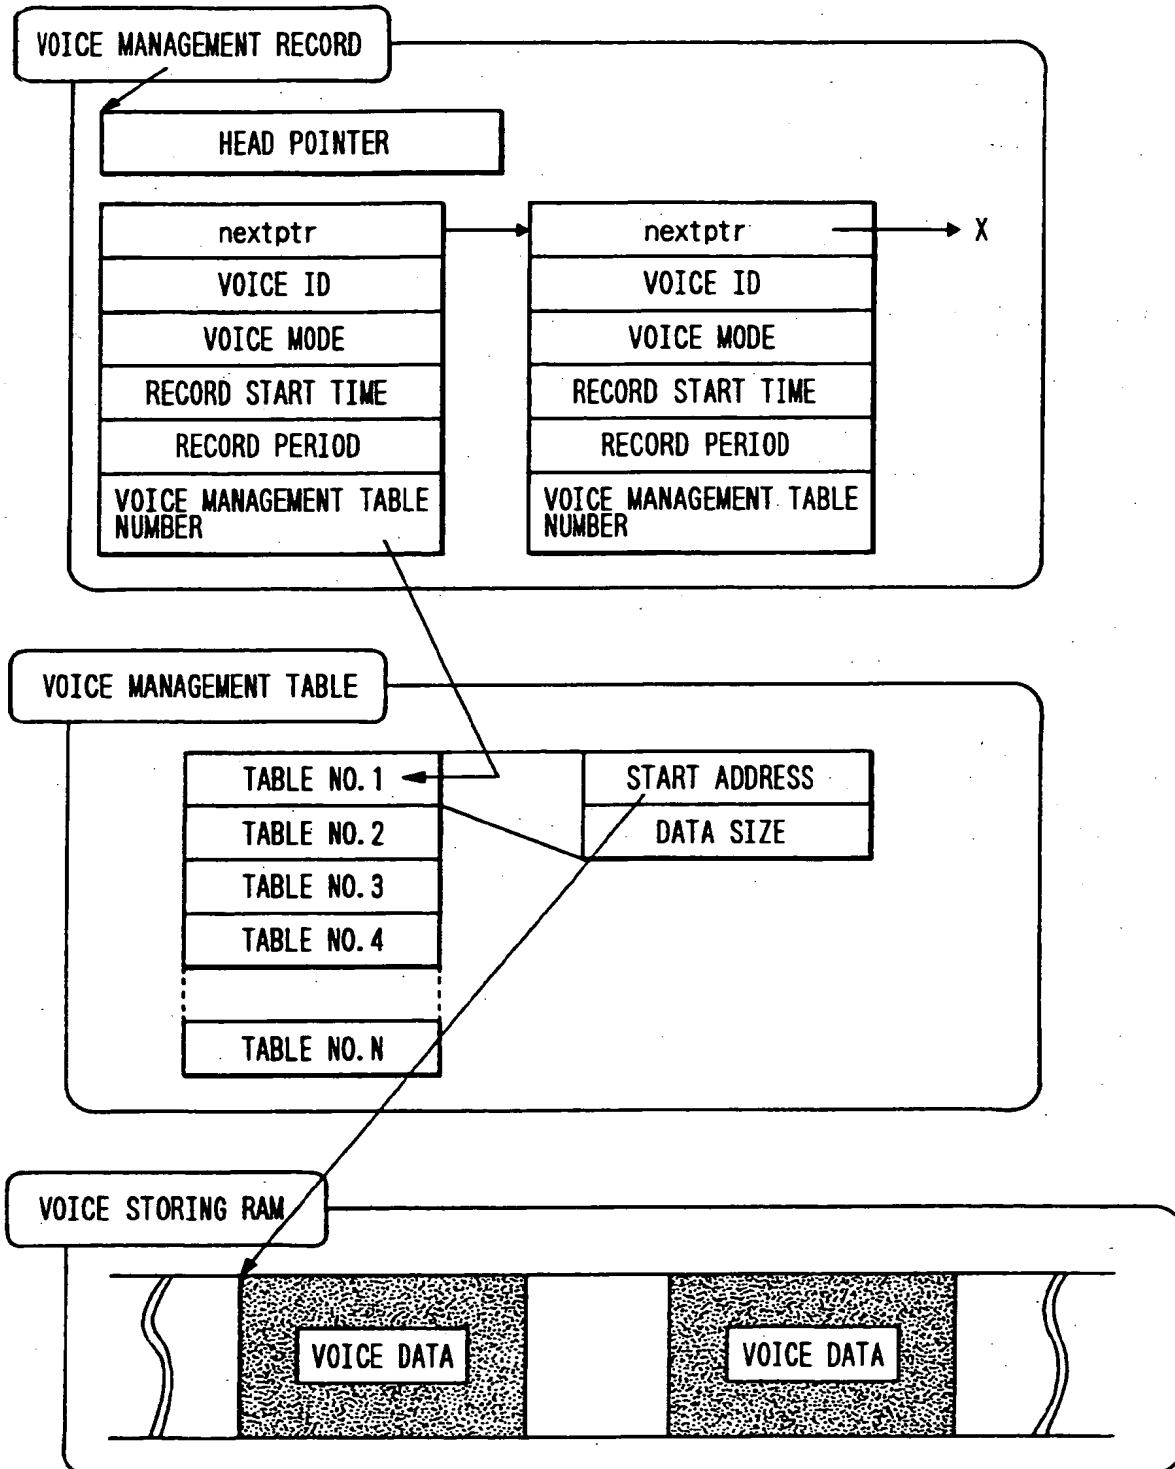 VOICE MANAGEMENT RECORD
HEAD POINTER
nextptr
VOICE ID
VOICE MODE
RECORD START TIME
RECORD PERIOD
VOICE MANAGEMENT TABLE
NUMBER
nextptr
X
VOICE ID
VOICE MODE
RECORD START TIME
RECORD PERIOD
VOICE MANAGEMENT TABLE
NUMBER
VOICE MANAGEMENT TABLE
TABLE NO.1
TABLE NO.2
TABLE NO.3
TABLE NO.4
TABLE NO.N
START ADDRESS
DATA SIZE
VOICE STORING RAM
VOICE DATA
VOICE DATA